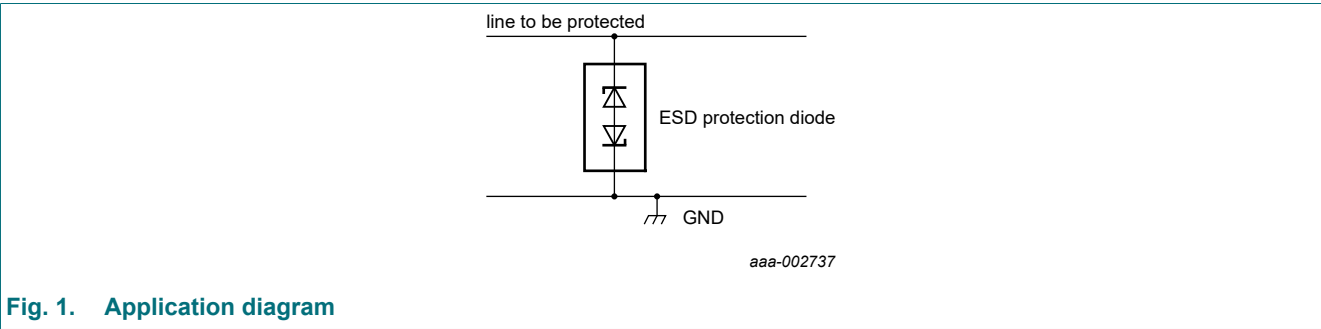 line to be protected
ESD protection diode
GND
aaa-002737
Fig. 1. Application diagram